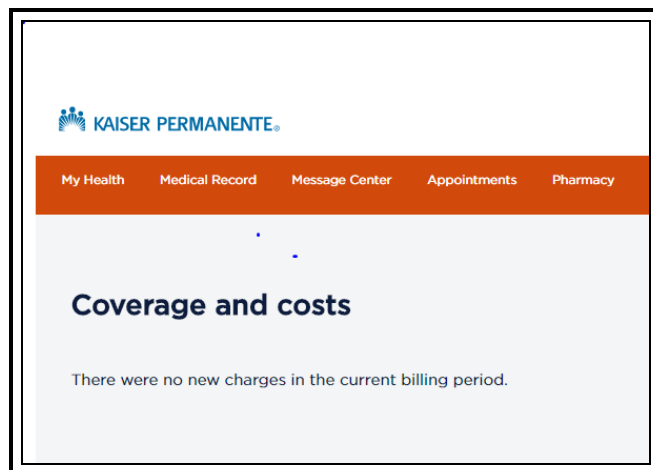 KAISER PERMANENTE®
My Health Medical Record Message Center Appointments Pharmacy
Coverage and costs
There were no new charges in the current billing period.